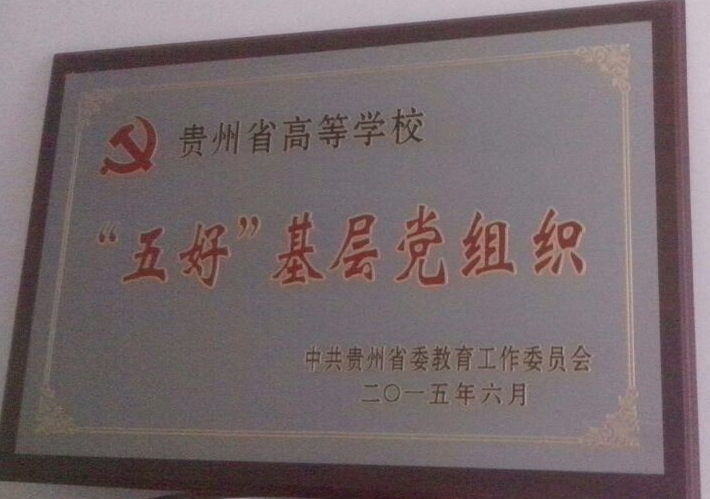 贵州省高等学校
“五好”基层党组织
中共贵州省委教育工作委员会
二〇一五年六月